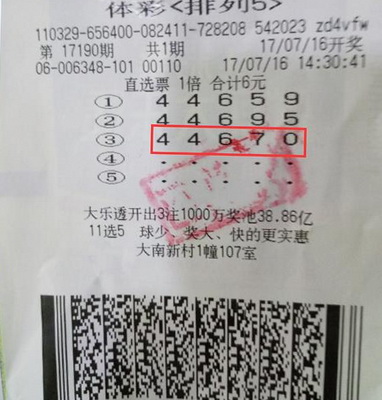 体彩<排列5>
110329-656400-082411-728208 542023 zd4vfw
第 17190期 共1期 17/07/16开奖
06-006348-101 00110 17/07/16 14:30:41
直选票 1倍 合计6元
① 4 4 6 5 9
② 4 4 6 9 5
③ 4 4 6 7 0
④ - - - - -
⑤ - - - - -
大乐透开出3注1000万奖池38.86亿
11选5 球少、奖大、快的更实惠
大南新村1幢107室